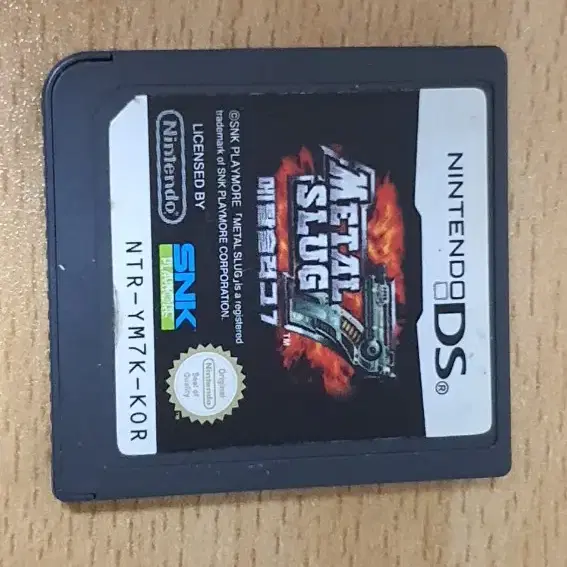 NINTENDO DS®
METAL
SLUG
7™
메탈슬러그 7
©SNK PLAYMORE 「METAL SLUG」 is a registered
trademark of SNK PLAYMORE CORPORATION.
LICENSED BY
Nintendo®
SNK
PLAYMORE
Original
Nintendo
Seal of
Quality
NTR-YM7K-KOR